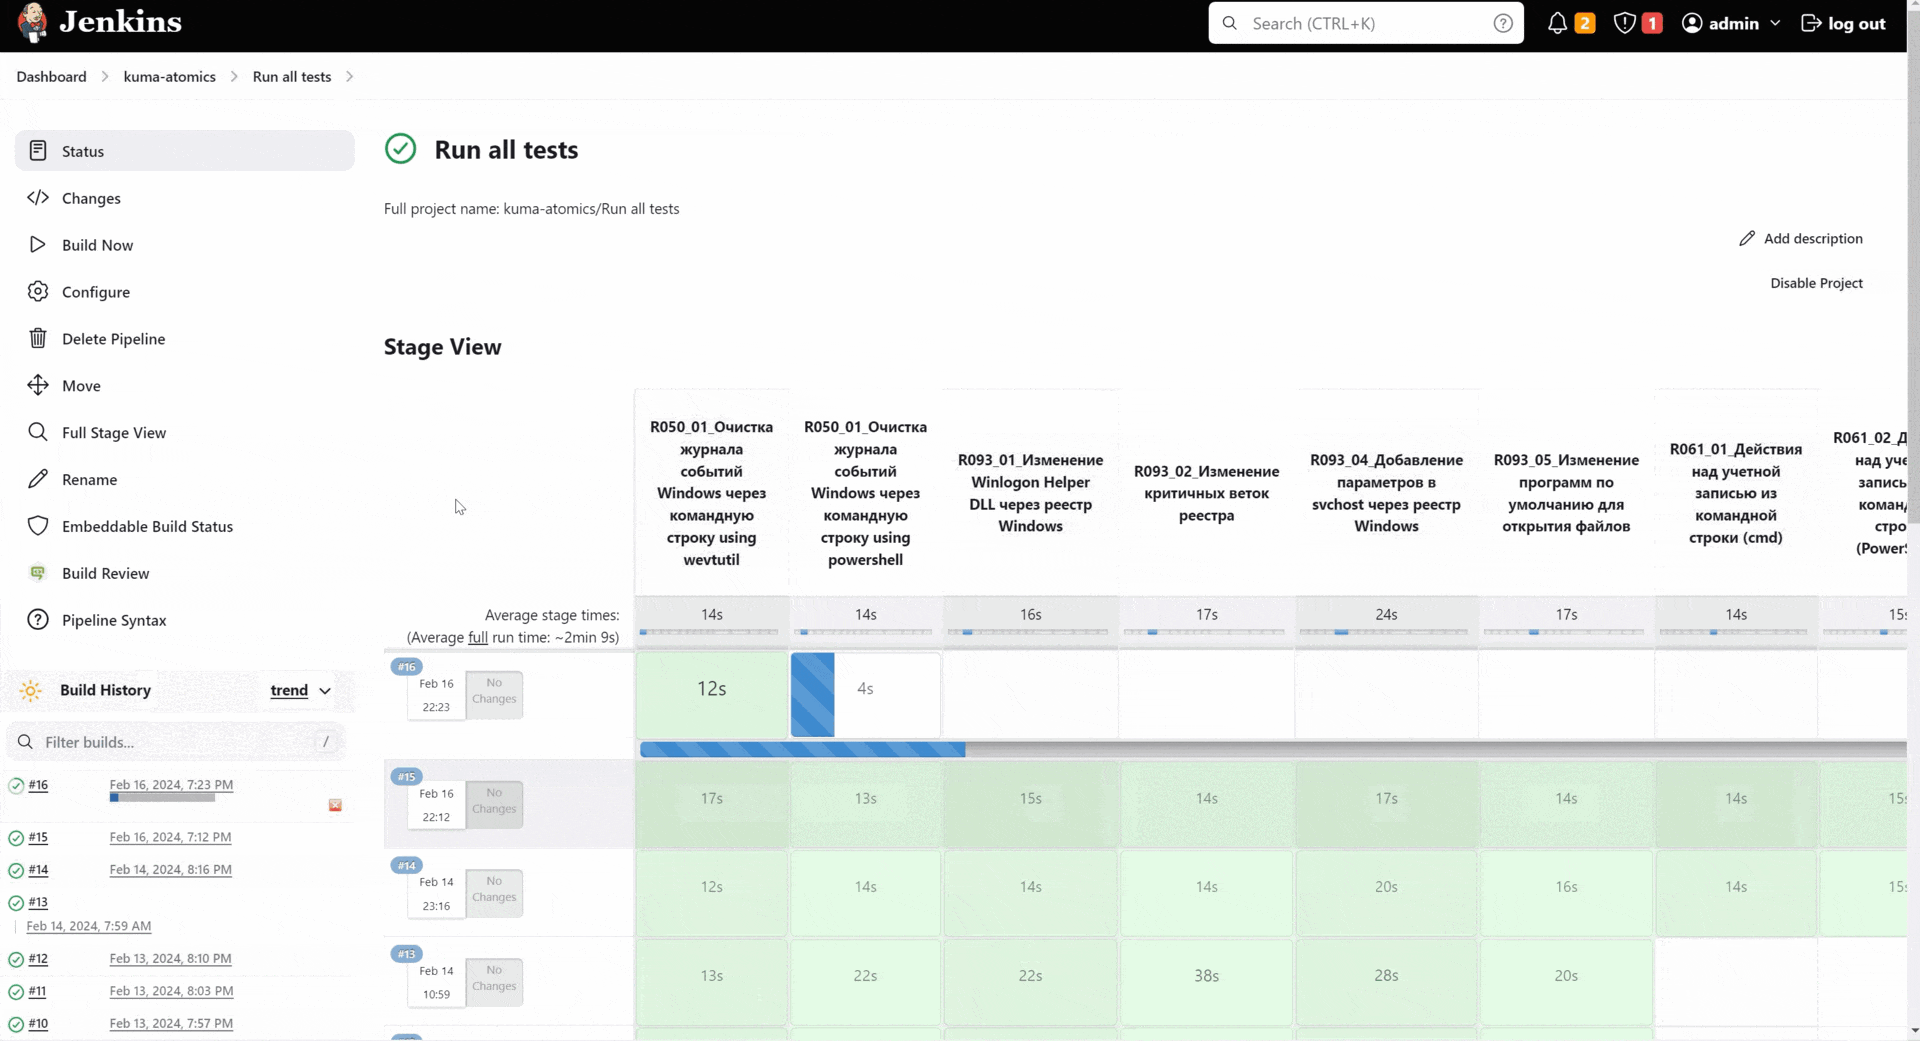 Jenkins
Search (CTRL+K)
2
1
admin
log out
Dashboard
kuma-atomics
Run all tests
Status
Changes
Build Now
Configure
Delete Pipeline
Move
Full Stage View
Rename
Embeddable Build Status
Build Review
Pipeline Syntax
Build History
trend
Filter builds...
/
#16
Feb 16, 2024, 7:23 PM
#15
Feb 16, 2024, 7:12 PM
#14
Feb 14, 2024, 8:16 PM
#13
Feb 14, 2024, 7:59 AM
#12
Feb 13, 2024, 8:10 PM
#11
Feb 13, 2024, 8:03 PM
#10
Feb 13, 2024, 7:57 PM
Run all tests
Full project name: kuma-atomics/Run all tests
Add description
Disable Project
Stage View
R050_01_Очистка
журнала
событий
Windows через
командную
строку using
wevtutil
R050_01_Очистка
журнала
событий
Windows через
командную
строку using
powershell
R093_01_Изменение
Winlogon Helper
DLL через реестр
Windows
R093_02_Изменение
критичных веток
реестра
R093_04_Добавление
параметров в
svchost через реестр
Windows
R093_05_Изменение
программ по
умолчанию для
открытия файлов
R061_01_Действия
над учетной
записью из
командной
строки (cmd)
R061_02_Д
над уче
запись
коман
стро
(Power
Average stage times:
(Average full run time: ~2min 9s)
14s
14s
16s
17s
24s
17s
14s
15s
#16
Feb 16
22:23
No
Changes
12s
4s
#15
Feb 16
22:12
No
Changes
17s
13s
15s
14s
17s
14s
14s
15s
#14
Feb 14
23:16
No
Changes
12s
14s
14s
14s
20s
16s
14s
15s
#13
Feb 14
10:59
No
Changes
13s
22s
22s
38s
28s
20s